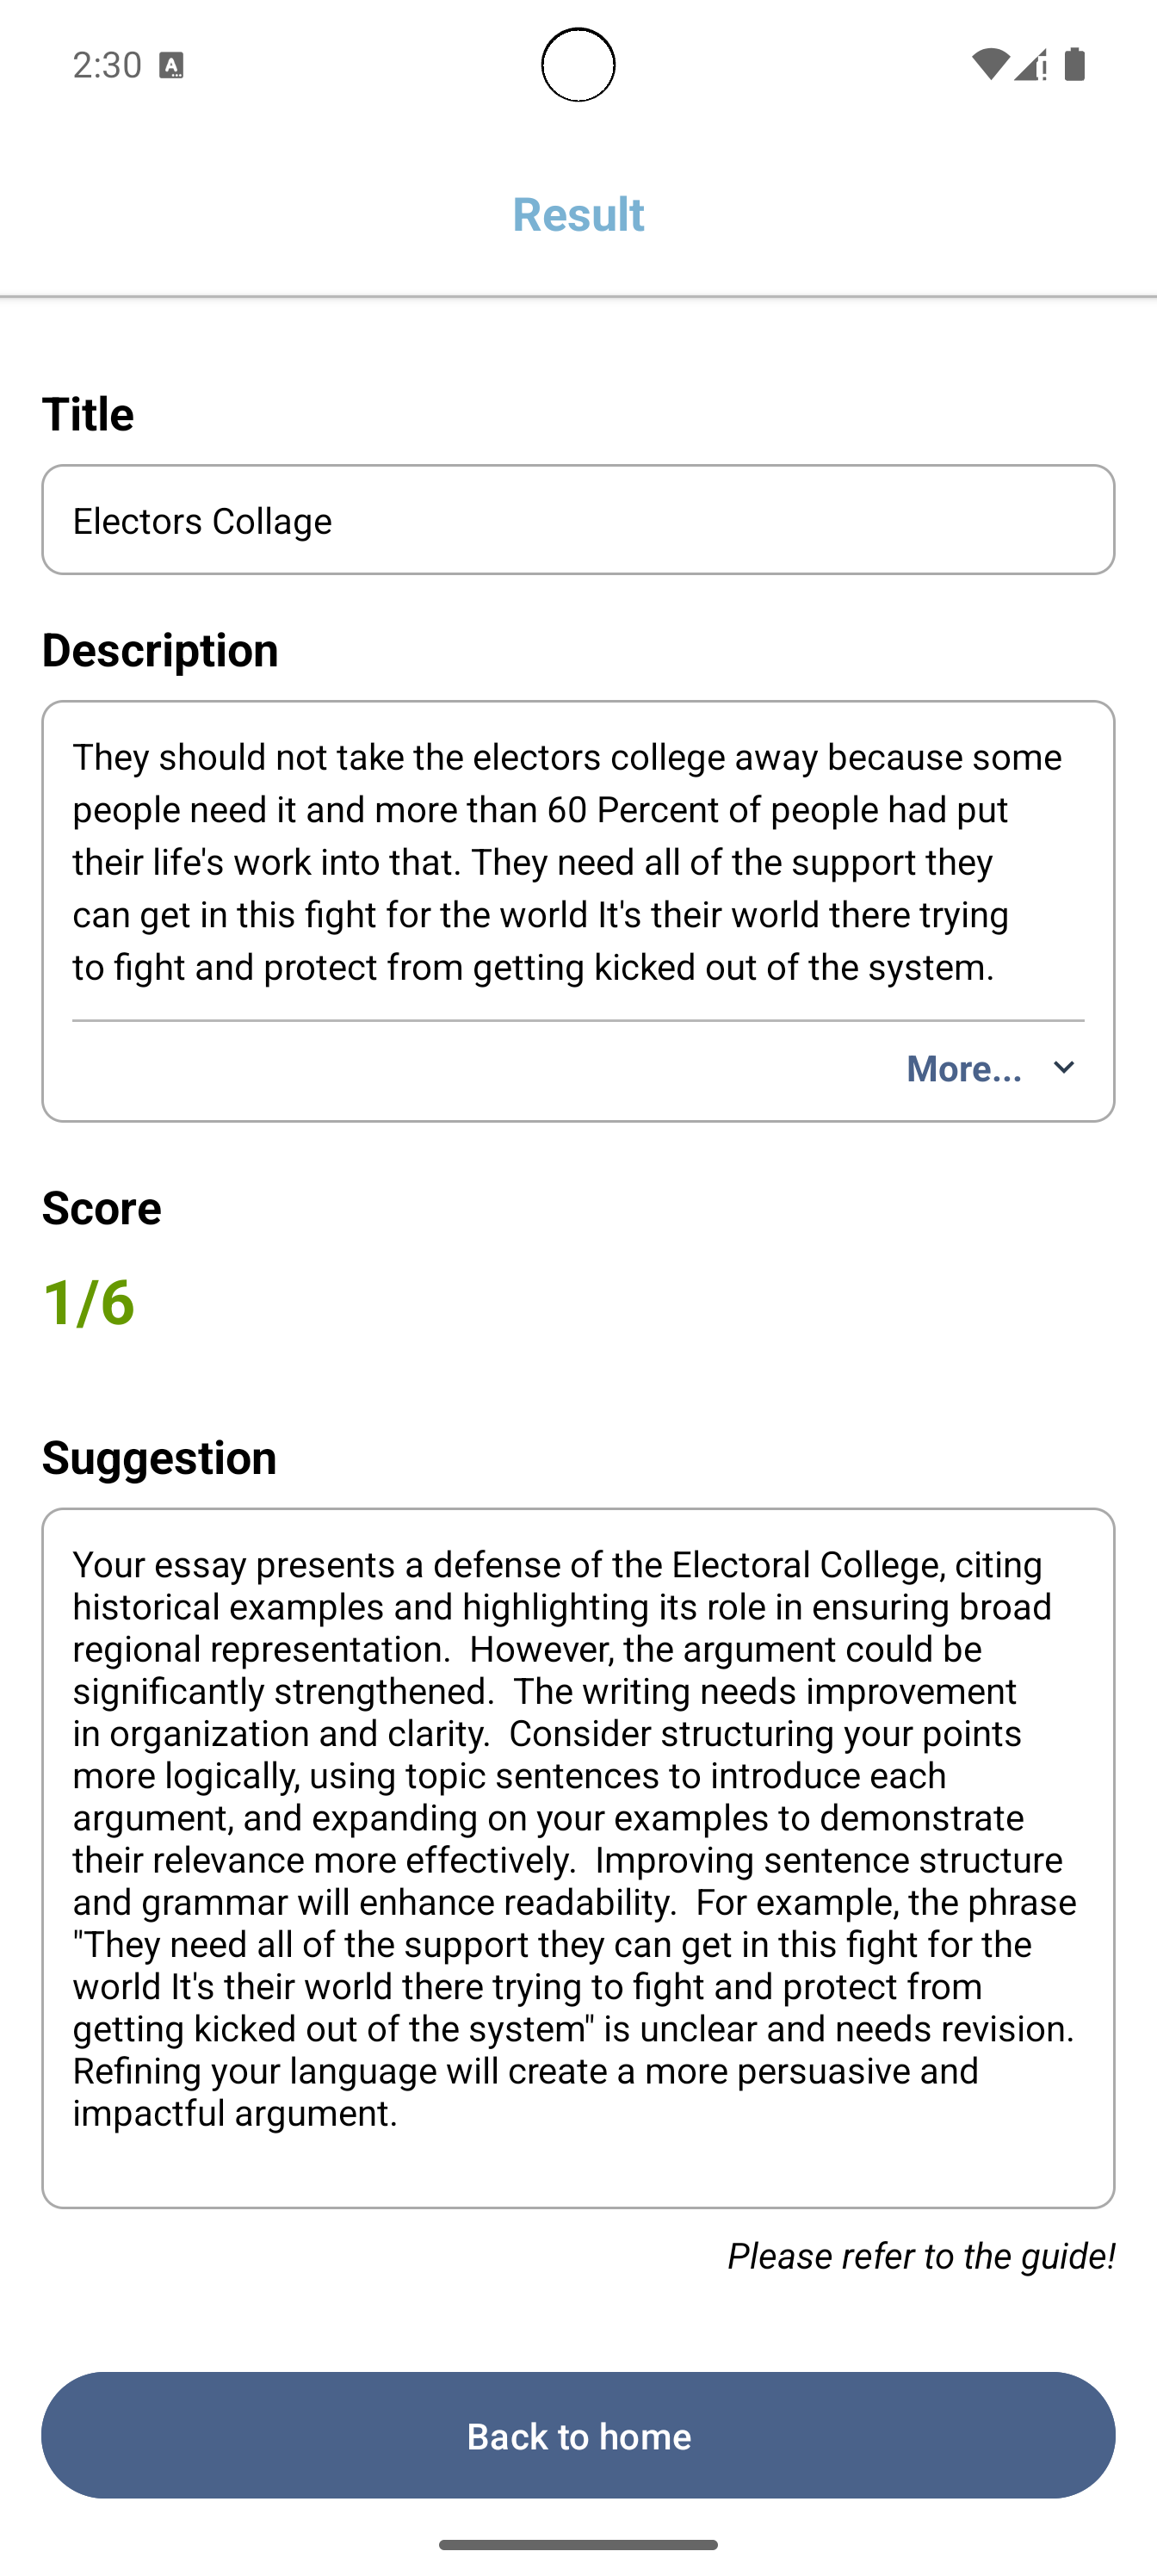 2:30
Result
Title
Electors Collage
Description
They should not take the electors college away because some
people need it and more than 60 Percent of people had put
their life's work into that. They need all of the support they
can get in this fight for the world It's their world there trying
to fight and protect from getting kicked out of the system.
More...
Score
1/6
Suggestion
Your essay presents a defense of the Electoral College, citing
historical examples and highlighting its role in ensuring broad
regional representation.  However, the argument could be
significantly strengthened.  The writing needs improvement
in organization and clarity.  Consider structuring your points
more logically, using topic sentences to introduce each
argument, and expanding on your examples to demonstrate
their relevance more effectively.  Improving sentence structure
and grammar will enhance readability.  For example, the phrase
"They need all of the support they can get in this fight for the
world It's their world there trying to fight and protect from
getting kicked out of the system" is unclear and needs revision.
Refining your language will create a more persuasive and
impactful argument.
Please refer to the guide!
Back to home